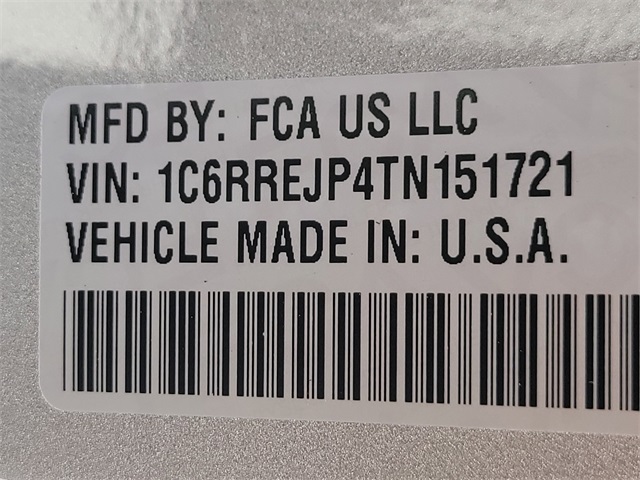 MFD BY: FCA US LLC
VIN: 1C6RREJP4TN151721
VEHICLE MADE IN: U.S.A.